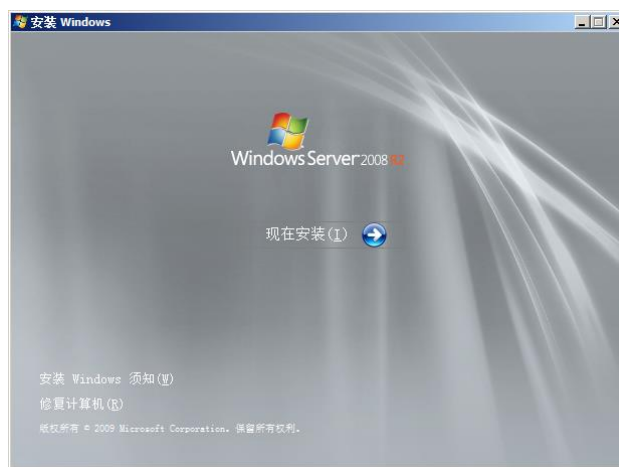 安装 Windows
Windows Server 2008 R2
现在安装(I)
安装 Windows 须知(W)
修复计算机(R)
版权所有 © 2009 Microsoft Corporation。保留所有权利。